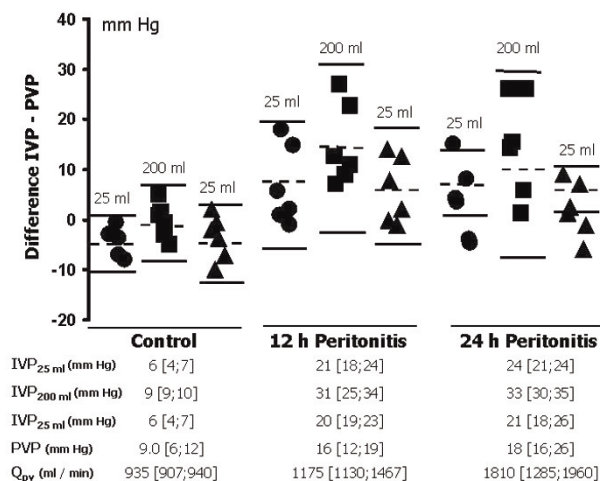 mm Hg
Difference IVP - PVP
40
30
20
10
0
-10
-20
25 ml
200 ml
25 ml
25 ml
200 ml
25 ml
25 ml
200 ml
25 ml
Control 12 h Peritonitis 24 h Peritonitis
IVP25 ml (mm Hg) 6 [4;7] 21 [18;24] 24 [21;24]
IVP200 ml (mm Hg) 9 [9;10] 31 [25;34] 33 [30;35]
IVP25 ml (mm Hg) 6 [4;7] 20 [19;23] 21 [18;26]
PVP (mm Hg) 9.0 [6;12] 16 [12;19] 18 [16;26]
QPV (ml / min) 935 [907;940] 1175 [1130;1467] 1810 [1285;1960]